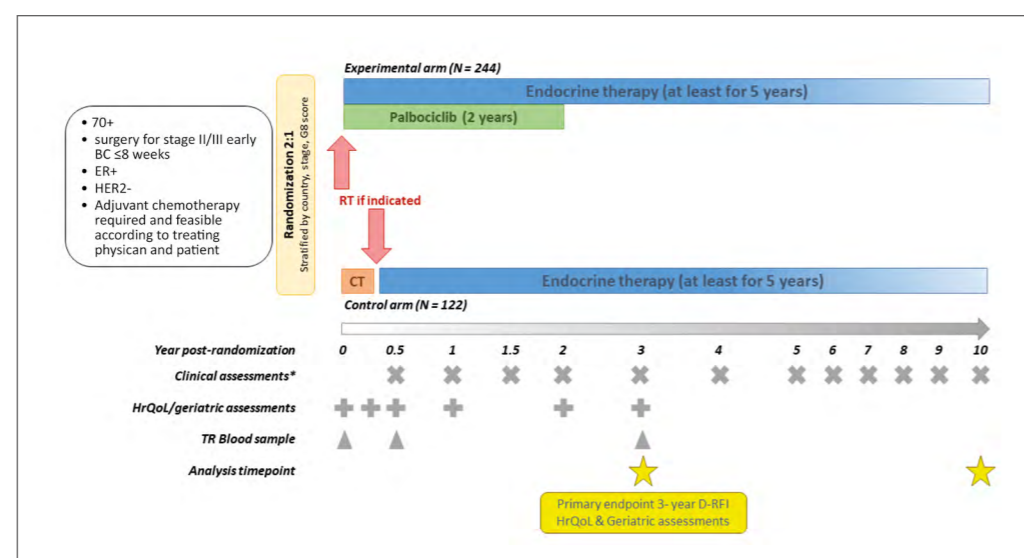 Experimental arm (N = 244)
Endocrine therapy (at least for 5 years)
Palbociclib (2 years)
• 70+
• surgery for stage II/III early
BC ≤8 weeks
• ER+
• HER2-
• Adjuvant chemotherapy
required and feasible
according to treating
physican and patient
Randomization 2:1
Stratified by country, stage, G8 score
RT if indicated
CT
Endocrine therapy (at least for 5 years)
Control arm (N = 122)
Year post-randomization 0 0.5 1 1.5 2 3 4 5 6 7 8 9 10
Clinical assessments*
HrQoL/geriatric assessments
TR Blood sample
Analysis timepoint
Primary endpoint 3- year D-RFI
HrQoL & Geriatric assessments